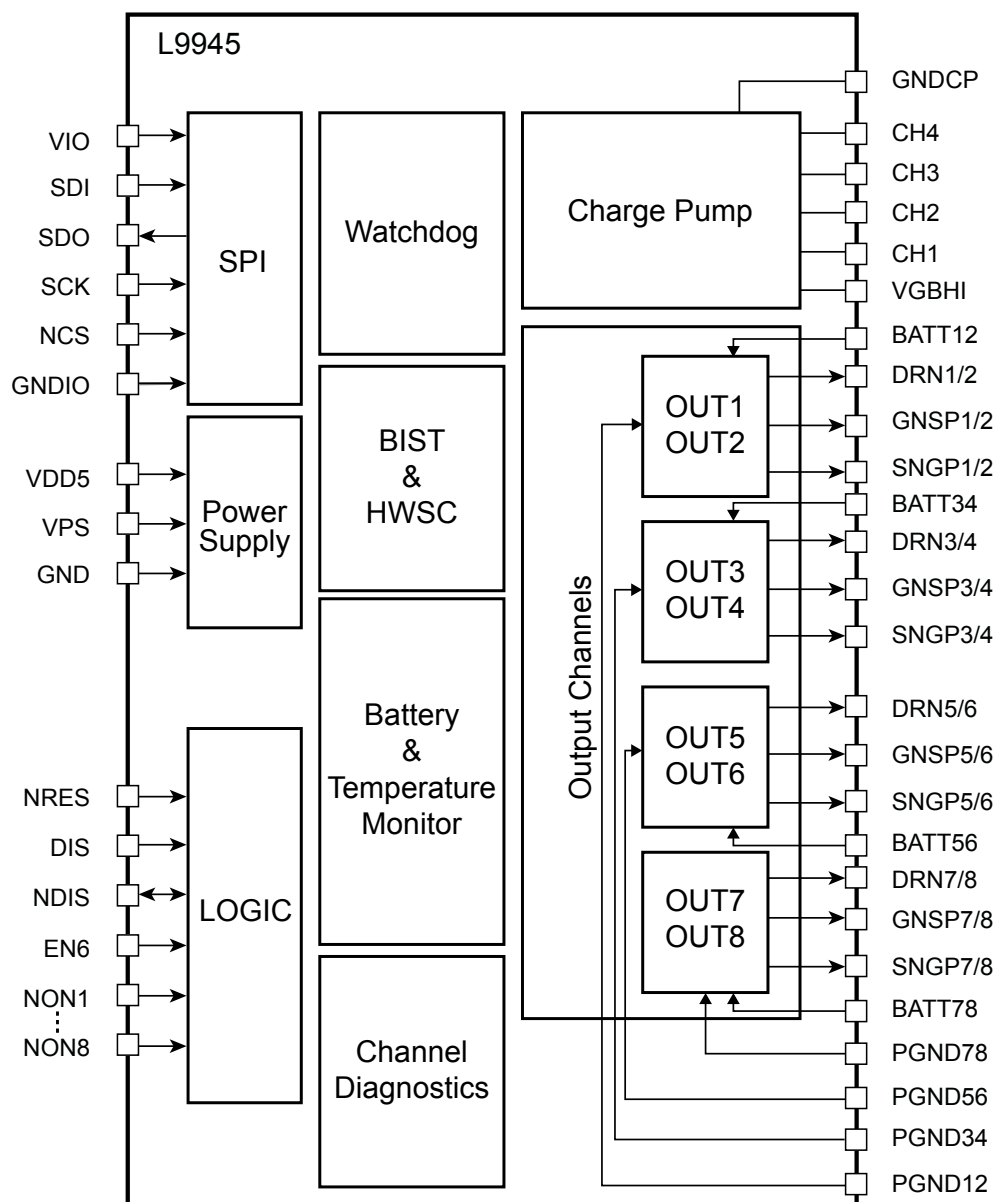 L9945
VIO
SDI
SDO
SCK
NCS
GNDIO
VDD5
VPS
GND
NRES
DIS
NDIS
EN6
NON1
NON8
SPI
Power
Supply
LOGIC
Watchdog
BIST
&
HWSC
Battery
&
Temperature
Monitor
Channel
Diagnostics
Charge Pump
Output Channels
OUT1
OUT2
OUT3
OUT4
OUT5
OUT6
OUT7
OUT8
GNDCP
CH4
CH3
CH2
CH1
VGBHI
BATT12
DRN1/2
GNSP1/2
SNGP1/2
BATT34
DRN3/4
GNSP3/4
SNGP3/4
DRN5/6
GNSP5/6
SNGP5/6
BATT56
DRN7/8
GNSP7/8
SNGP7/8
BATT78
PGND78
PGND56
PGND34
PGND12